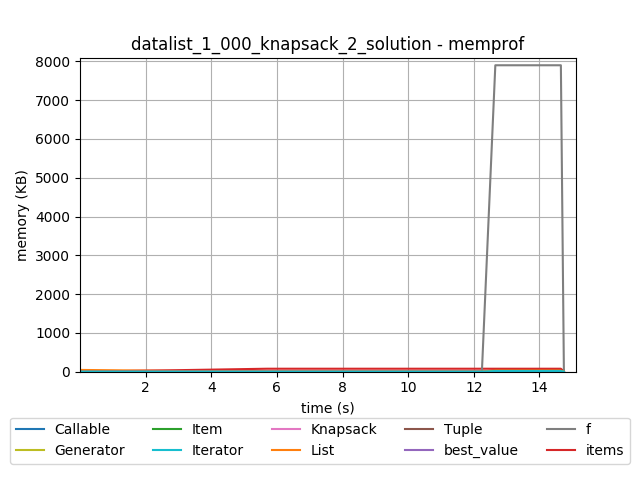 datalist_1_000_knapsack_2_solution - memprof
8000
7000
6000
5000
4000
3000
2000
1000
0
memory (KB)
2 4 6 8 10 12 14
time (s)
Callable Item Knapsack Tuple f
Generator Iterator List best_value items